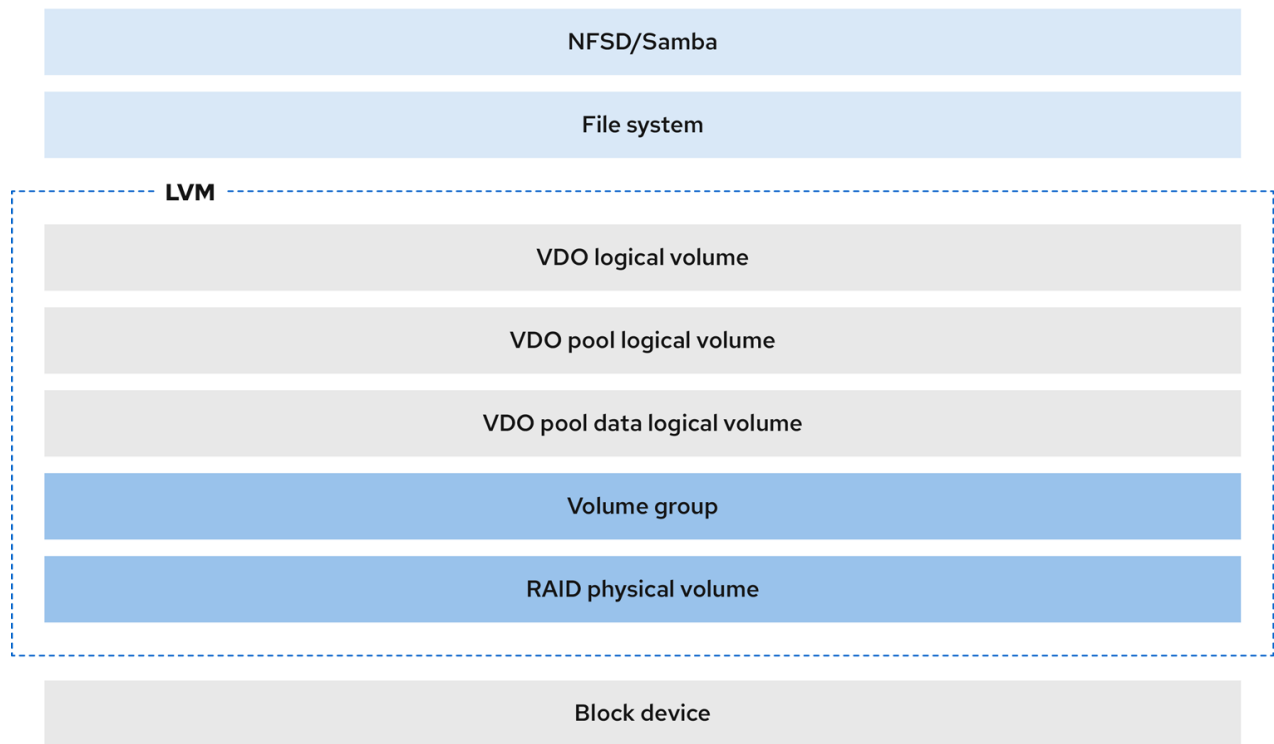 NFSD/Samba
File system
LVM
VDO logical volume
VDO pool logical volume
VDO pool data logical volume
Volume group
RAID physical volume
Block device